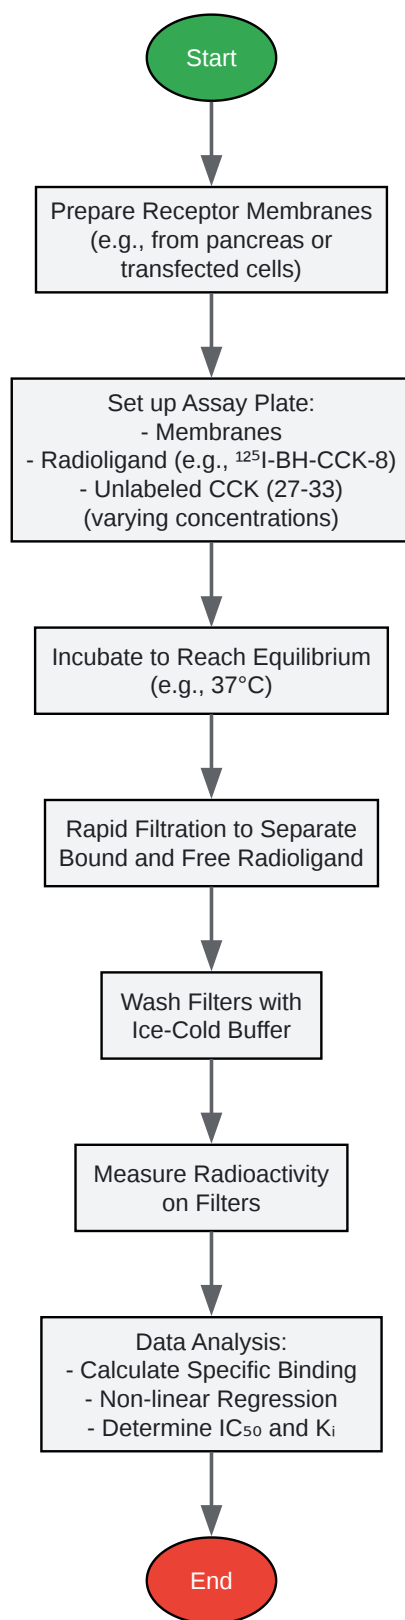 Start
Prepare Receptor Membranes
(e.g., from pancreas or
transfected cells)
Set up Assay Plate:
- Membranes
- Radioligand (e.g., ¹²⁵I-BH-CCK-8)
- Unlabeled CCK (27-33)
(varying concentrations)
Incubate to Reach Equilibrium
(e.g., 37°C)
Rapid Filtration to Separate
Bound and Free Radioligand
Wash Filters with
Ice-Cold Buffer
Measure Radioactivity
on Filters
Data Analysis:
- Calculate Specific Binding
- Non-linear Regression
- Determine IC₅₀ and Kᵢ
End